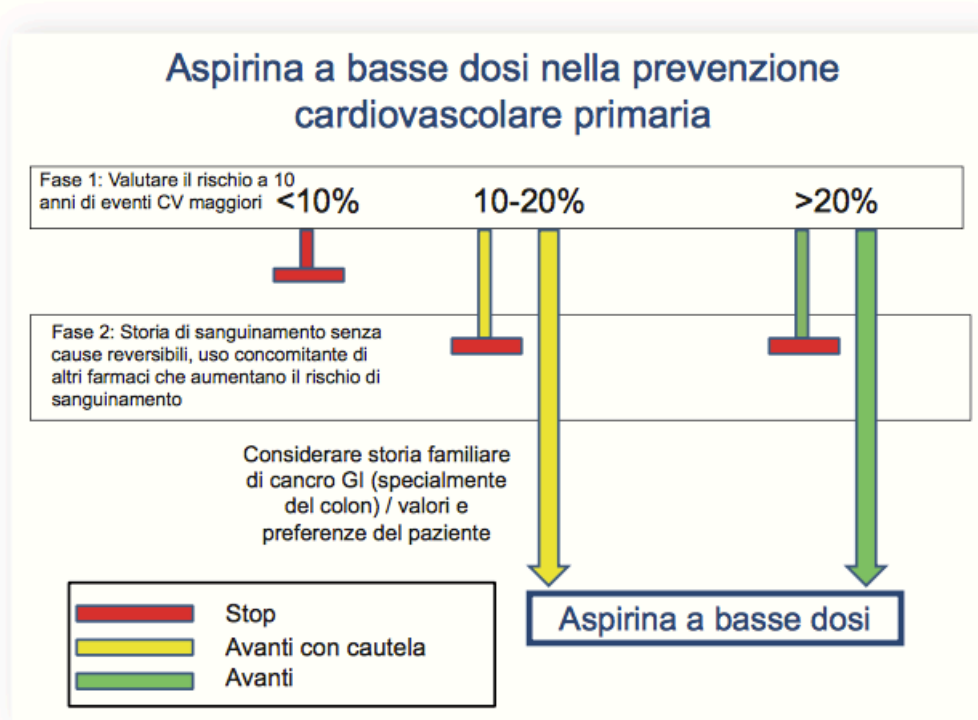 Aspirina a basse dosi nella prevenzione
cardiovascolare primaria
Fase 1: Valutare il rischio a 10
anni di eventi CV maggiori
<10%
10-20%
>20%
Fase 2: Storia di sanguinamento senza
cause reversibili, uso concomitante di
altri farmaci che aumentano il rischio di
sanguinamento
Considerare storia familiare
di cancro GI (specialmente
del colon) / valori e
preferenze del paziente
Aspirina a basse dosi
Stop
Avanti con cautela
Avanti